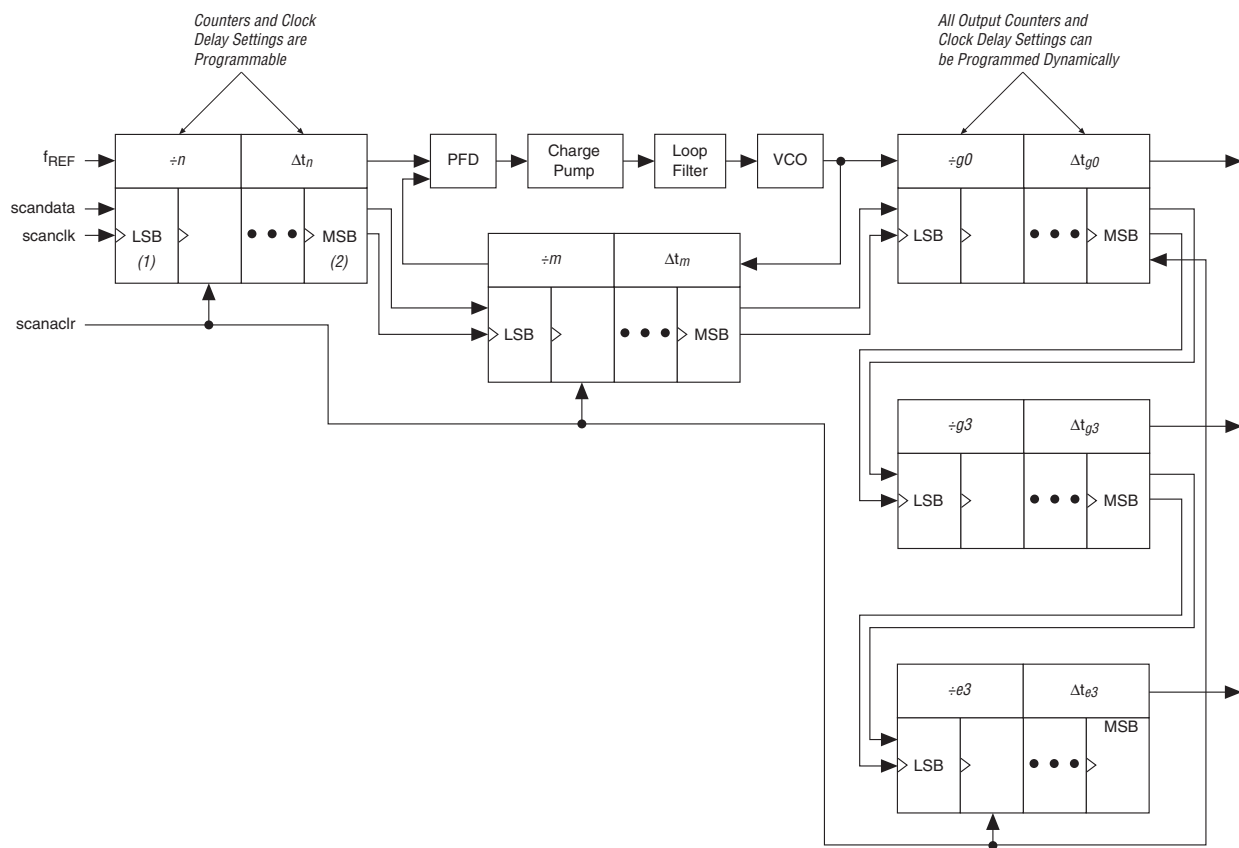 Counters and Clock
Delay Settings are
Programmable
All Output Counters and
Clock Delay Settings can
be Programmed Dynamically
fREF
÷n
Δtn
PFD
Charge
Pump
Loop
Filter
VCO
÷g0
Δtg0
scandata
scanclk
LSB
(1)
MSB
(2)
LSB
MSB
÷m
Δtm
LSB
MSB
scanaclr
÷g3
Δtg3
LSB
MSB
÷e3
Δte3
MSB
LSB